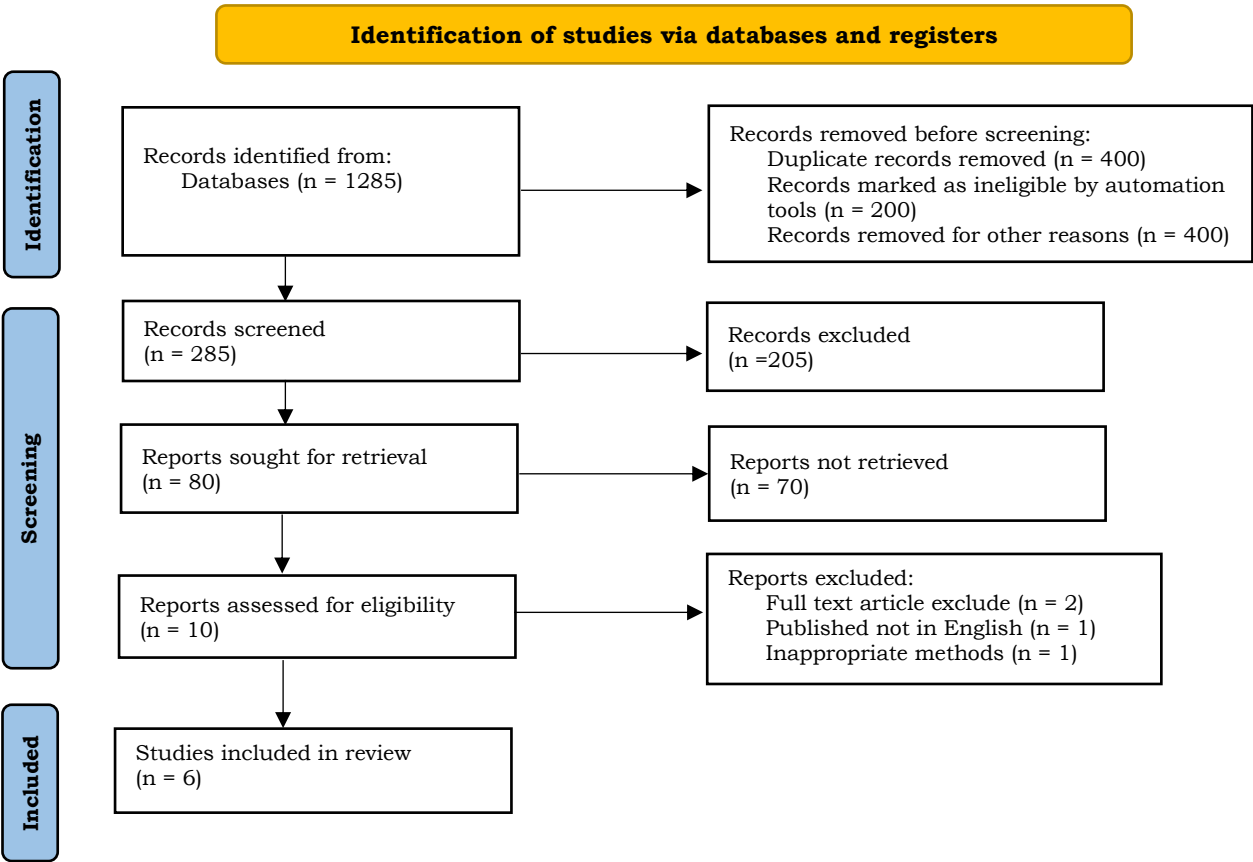 Identification of studies via databases and registers
Identification
Records identified from:
Databases (n = 1285)
Records removed before screening:
Duplicate records removed (n = 400)
Records marked as ineligible by automation
tools (n = 200)
Records removed for other reasons (n = 400)
Screening
Records screened
(n = 285)
Records excluded
(n =205)
Reports sought for retrieval
(n = 80)
Reports not retrieved
(n = 70)
Reports assessed for eligibility
(n = 10)
Reports excluded:
Full text article exclude (n = 2)
Published not in English (n = 1)
Inappropriate methods (n = 1)
Included
Studies included in review
(n = 6)